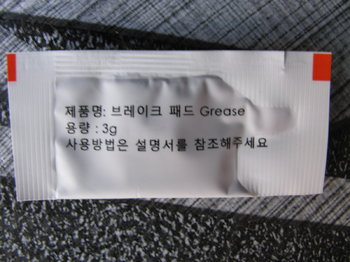 제품명: 브레이크 패드 Grease
용량 : 3g
사용방법은 설명서를 참조해주세요